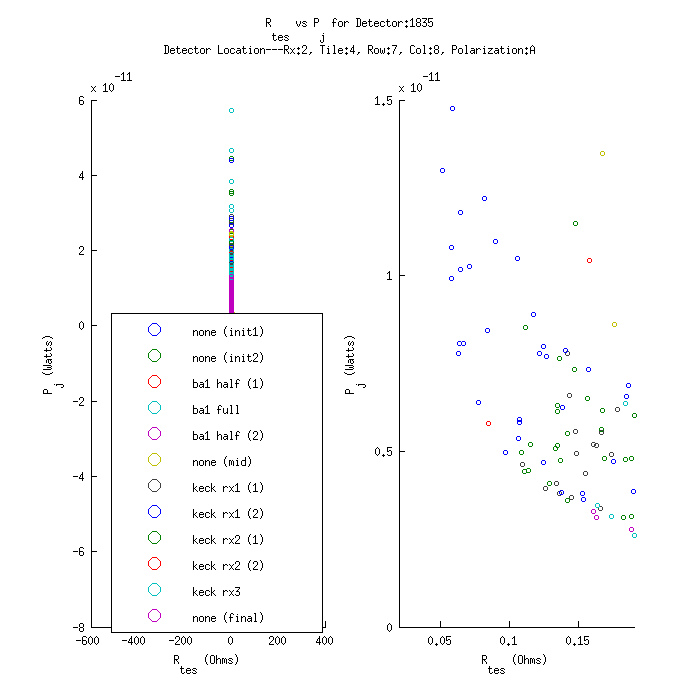 R tes vs P j for Detector:1835
Detector Location---Rx:2, Tile:4, Row:7, Col:8, Polarization:A
x 10 -11
6
4
2
0
-2
-4
-6
-8
-600
-400
-200
0
200
400
P j (Watts)
R tes (Ohms)
none (init1)
none (init2)
ba1 half (1)
ba1 full
ba1 half (2)
none (mid)
keck rx1 (1)
keck rx1 (2)
keck rx2 (1)
keck rx2 (2)
keck rx3
none (final)
x 10 -11
1.5
1
0.5
0
0.05
0.1
0.15
P j (Watts)
R tes (Ohms)